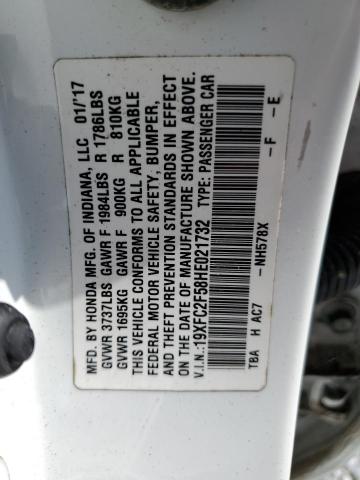 MFD. BY HONDA MFG. OF INDIANA, LLC 01/'17
GVWR 3737LBS GAWR F 1984LBS R 1786LBS
GVWR 1695KG GAWR F 900KG R 810KG
THIS VEHICLE CONFORMS TO ALL APPLICABLE
FEDERAL MOTOR VEHICLE SAFETY, BUMPER,
AND THEFT PREVENTION STANDARDS IN EFFECT
ON THE DATE OF MANUFACTURE SHOWN ABOVE.
V.I.N.:19XFC2F58HE021732 TYPE: PASSENGER CAR
-NH578X -F -E
TBA H AC7